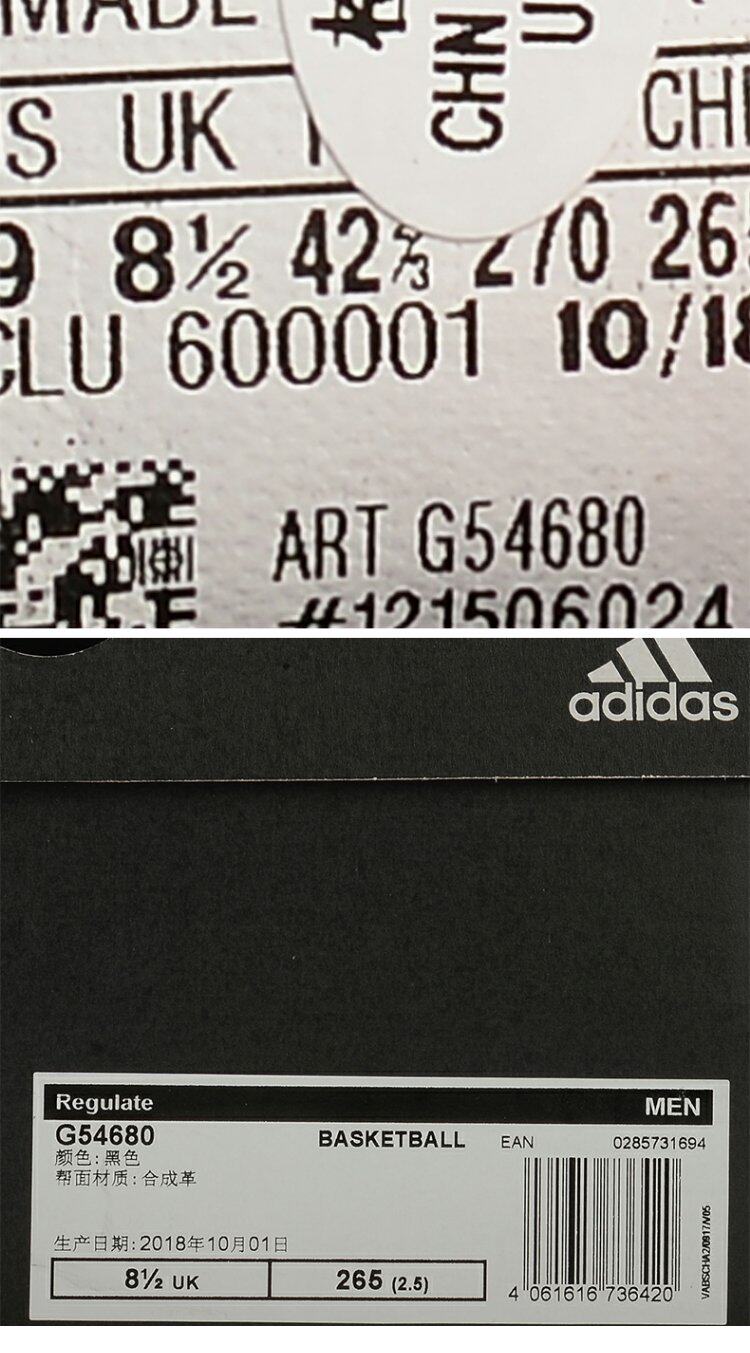 MADE
CHN
U
S UK
CH
9 8½ 42⅔ 270 265
CLU 600001 10/18
ART G54680
#121506024
adidas
Regulate MEN
G54680 BASKETBALL EAN 0285731694
颜色:黑色
帮面材质:合成革
生产日期:2018年10月01日
8½ UK 265 (2.5)
4 061616 736420